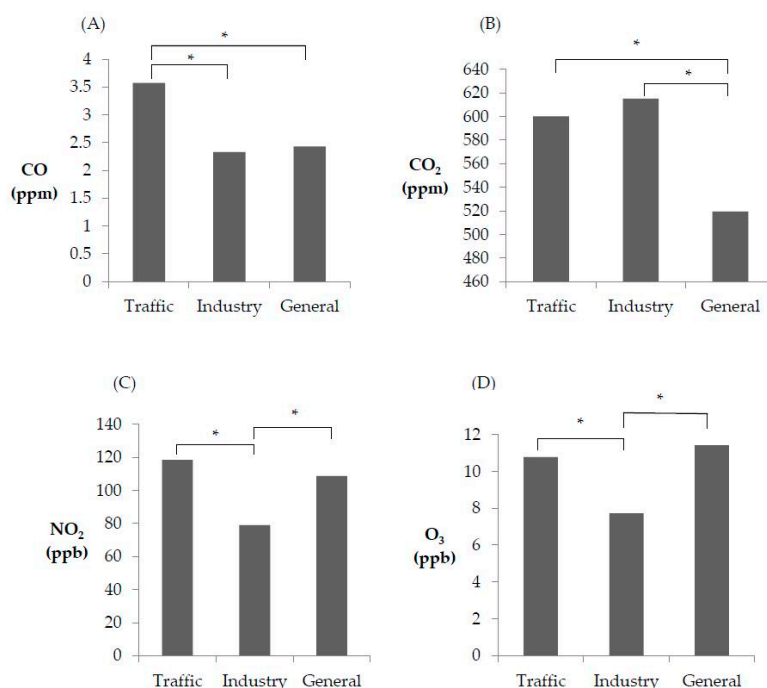 (A)
*
*
4
3.5
3
2.5
2
1.5
1
0.5
0
CO
(ppm)
Traffic Industry General
(B)
*
*
640
620
600
580
560
540
520
500
480
460
CO₂
(ppm)
Traffic Industry General
(C)
*
*
140
120
100
80
60
40
20
0
NO₂
(ppb)
Traffic Industry General
(D)
*
*
12
10
8
6
4
2
0
O₃
(ppb)
Traffic Industry General